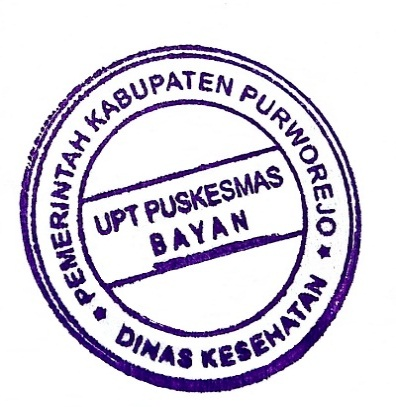 PEMERINTAH KABUPATEN PURWOREJO
UPT PUSKESMAS
BAYAN
DINAS KESEHATAN